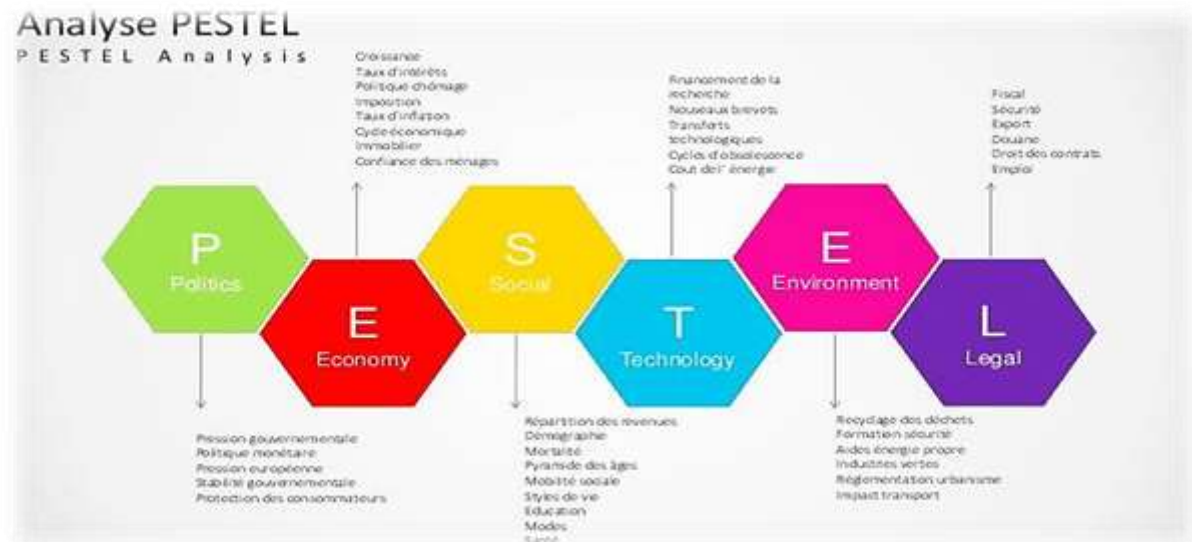 Analyse PESTEL
PESTEL Analysis
Croissance
Taux d'intérêts
Politique chômage
Imposition
Taux d'inflation
Cycle économique
Immobilier
Confiance des ménages
Financement de la
recherche
Nouveaux brevets
Transferts
technologiques
Cycles d'obsolescence
Cout del' énergie
Fiscal
Sécurité
Export
Douane
Droit des contrats
Emploi
P
Politics
E
Economy
S
Social
T
Technology
E
Environment
L
Legal
Pression gouvernementale
Politique monétaire
Pression européenne
Stabilité gouvernementale
Protection des consommateurs
Répartition des revenues
Démographie
Mortalité
Pyramide des âges
Mobilité sociale
Styles de vie
Education
Modes
Santé
Recyclage des déchets
Formation sécurité
Aides énergie propre
Industries vertes
Réglementation urbanisme
Impact transport